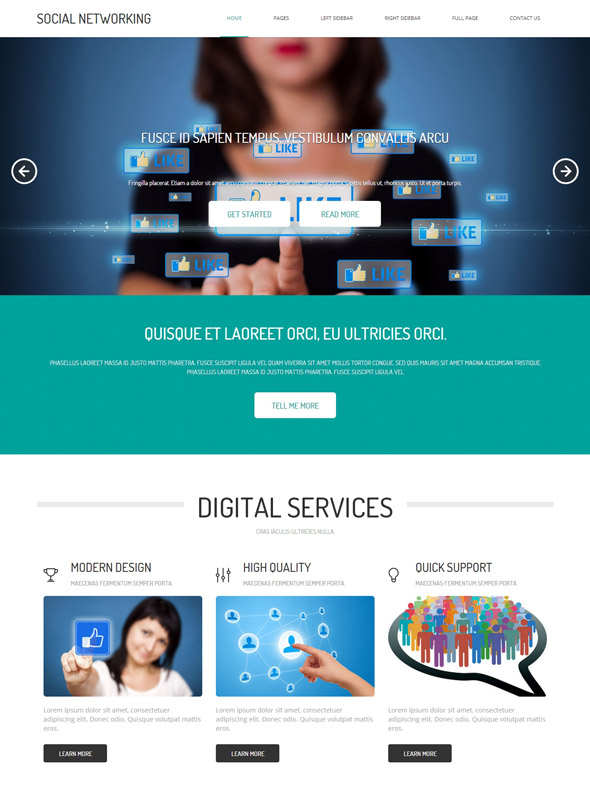 SOCIAL NETWORKING
HOME PAGES LEFT SIDEBAR RIGHT SIDEBAR FULL PAGE CONTACT US
FUSCE ID SAPIEN TEMPUS, VESTIBULUM CONVALLIS ARCU
LIKE
LIKE
LIKE
LIKE
Fringilla placerat. Etiam a dolor sit amet tellus ut, rhoncus justo. Ut et porta turpis.
LIKE
LIKE
LIKE
GET STARTED READ MORE
LIKE
LIKE
LIKE
LIKE
LIKE
LIKE
QUISQUE ET LAOREET ORCI, EU ULTRICIES ORCI.
PHASELLUS LAOREET MASSA ID JUSTO MATTIS PHARETRA. FUSCE SUSCIPIT LIGULA VEL QUAM VIVERRA SIT AMET MOLLIS TORTOR CONGUE. SED QUIS MAURIS SIT AMET MAGNA ACCUMSAN TRISTIQUE.
PHASELLUS LAOREET MASSA ID JUSTO MATTIS PHARETRA. FUSCE SUSCIPIT LIGULA VEL
TELL ME MORE
DIGITAL SERVICES
CRAS IACULIS ULTRICIES NULLA.
MODERN DESIGN
MAECENAS FERMENTUM SEMPER PORTA.
Lorem ipsum dolor sit amet, consectetuer
adipiscing elit. Donec odio. Quisque volutpat mattis
eros.
LEARN MORE
HIGH QUALITY
MAECENAS FERMENTUM SEMPER PORTA.
Lorem ipsum dolor sit amet, consectetuer
adipiscing elit. Donec odio. Quisque volutpat mattis
eros.
LEARN MORE
QUICK SUPPORT
MAECENAS FERMENTUM SEMPER PORTA.
Lorem ipsum dolor sit amet, consectetuer
adipiscing elit. Donec odio. Quisque volutpat mattis
eros.
LEARN MORE